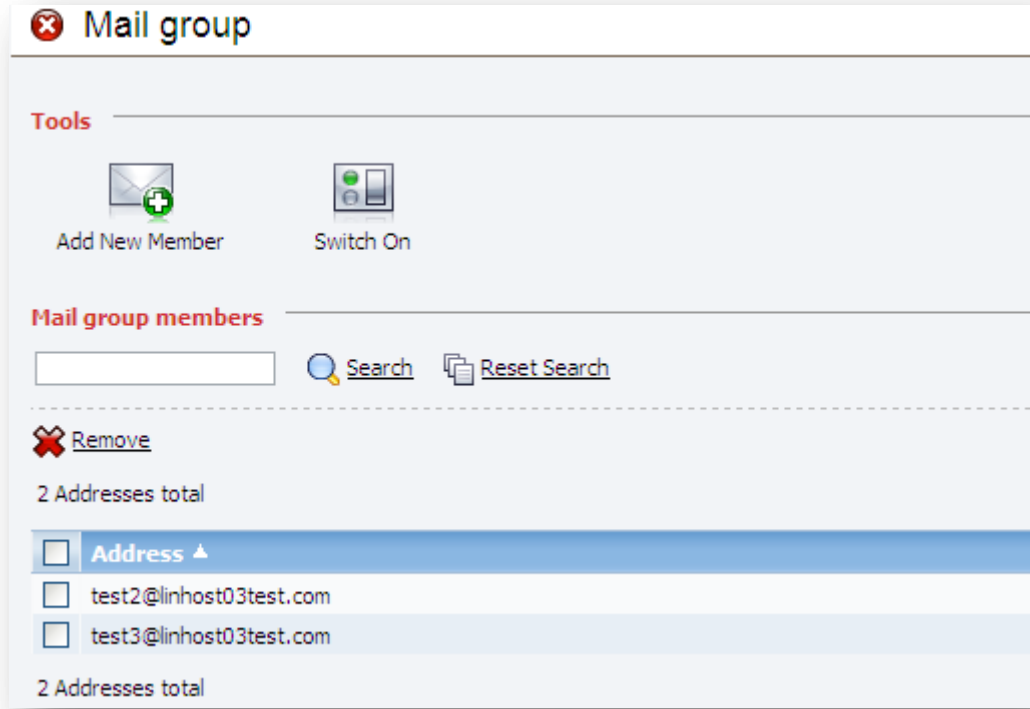 Mail group
Tools
Add New Member Switch On
Mail group members
Search Reset Search
Remove
2 Addresses total
Address
test2@linhost03test.com
test3@linhost03test.com
2 Addresses total